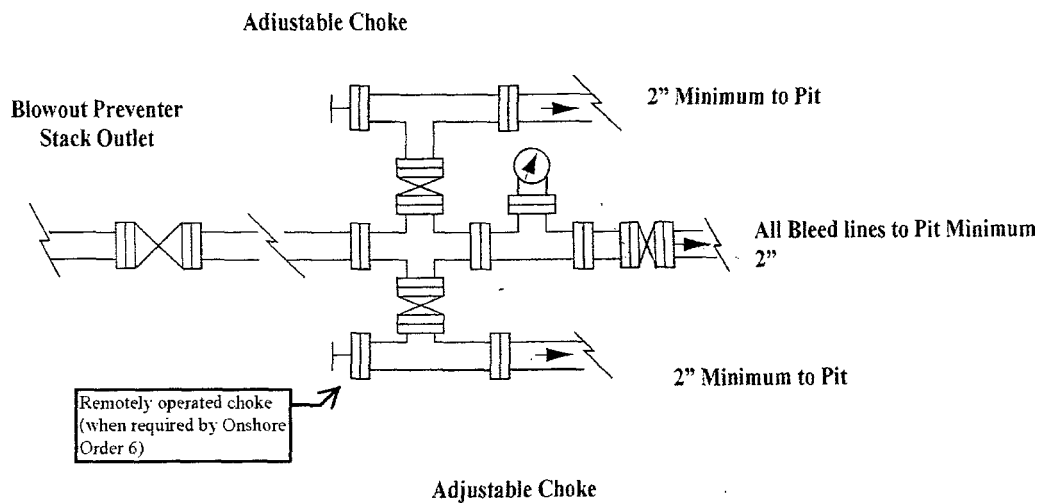 Adiustable Choke
Blowout Preventer
Stack Outlet
2” Minimum to Pit
All Bleed lines to Pit Minimum
2”
2” Minimum to Pit
Remotely operated choke
(when required by Onshore
Order 6)
Adjustable Choke